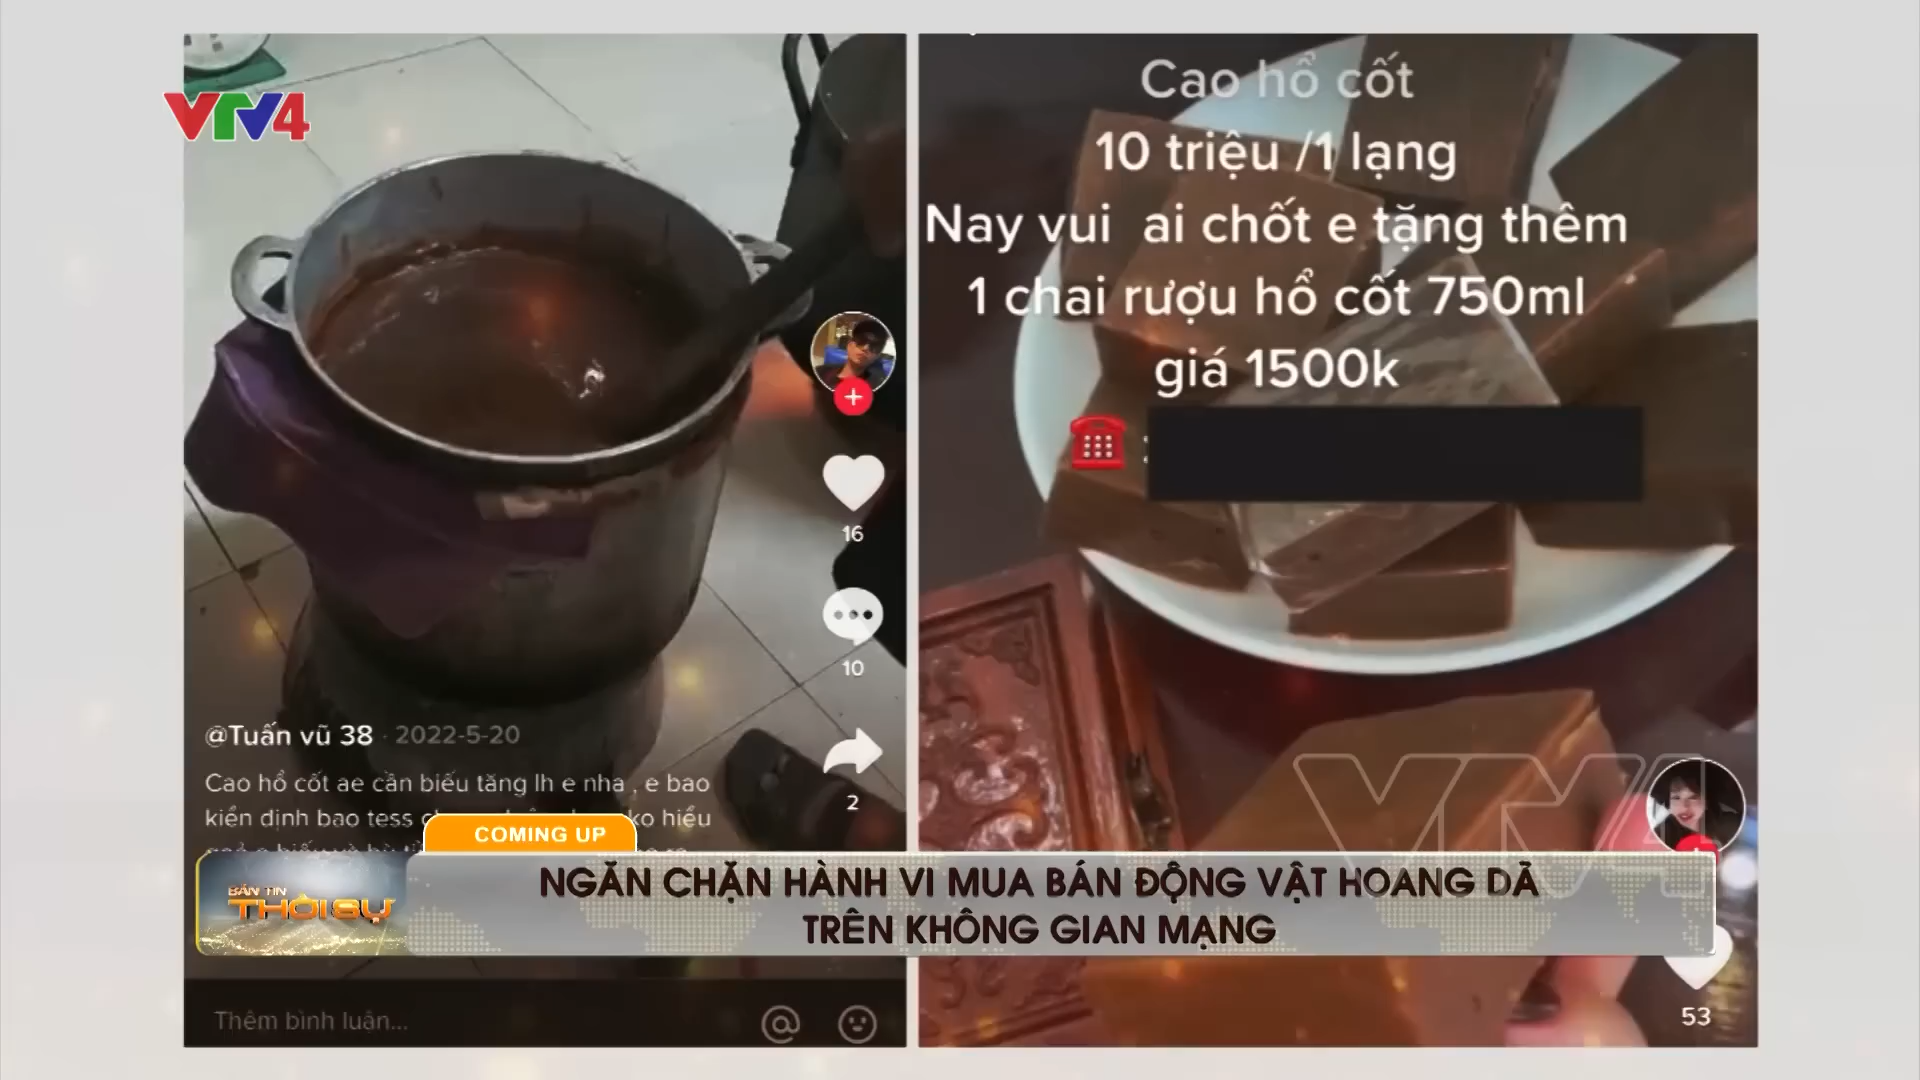 VTV4
Cao hổ cốt
10 triệu /1 lạng
Nay vui ai chốt e tặng thêm
1 chai rượu hổ cốt 750ml
giá 1500k
☎️ :
16
10
2
@Tuấn vũ 38 · 2022-5-20
Cao hổ cốt ae cần biếu tặng lh e nha , e bao
kiển định bao tess ko hiểu
COMING UP
BẢN TIN
THỜI SỰ
NGĂN CHẶN HÀNH VI MUA BÁN ĐỘNG VẬT HOANG DÃ
TRÊN KHÔNG GIAN MẠNG
VTV4
Thêm bình luận...
53